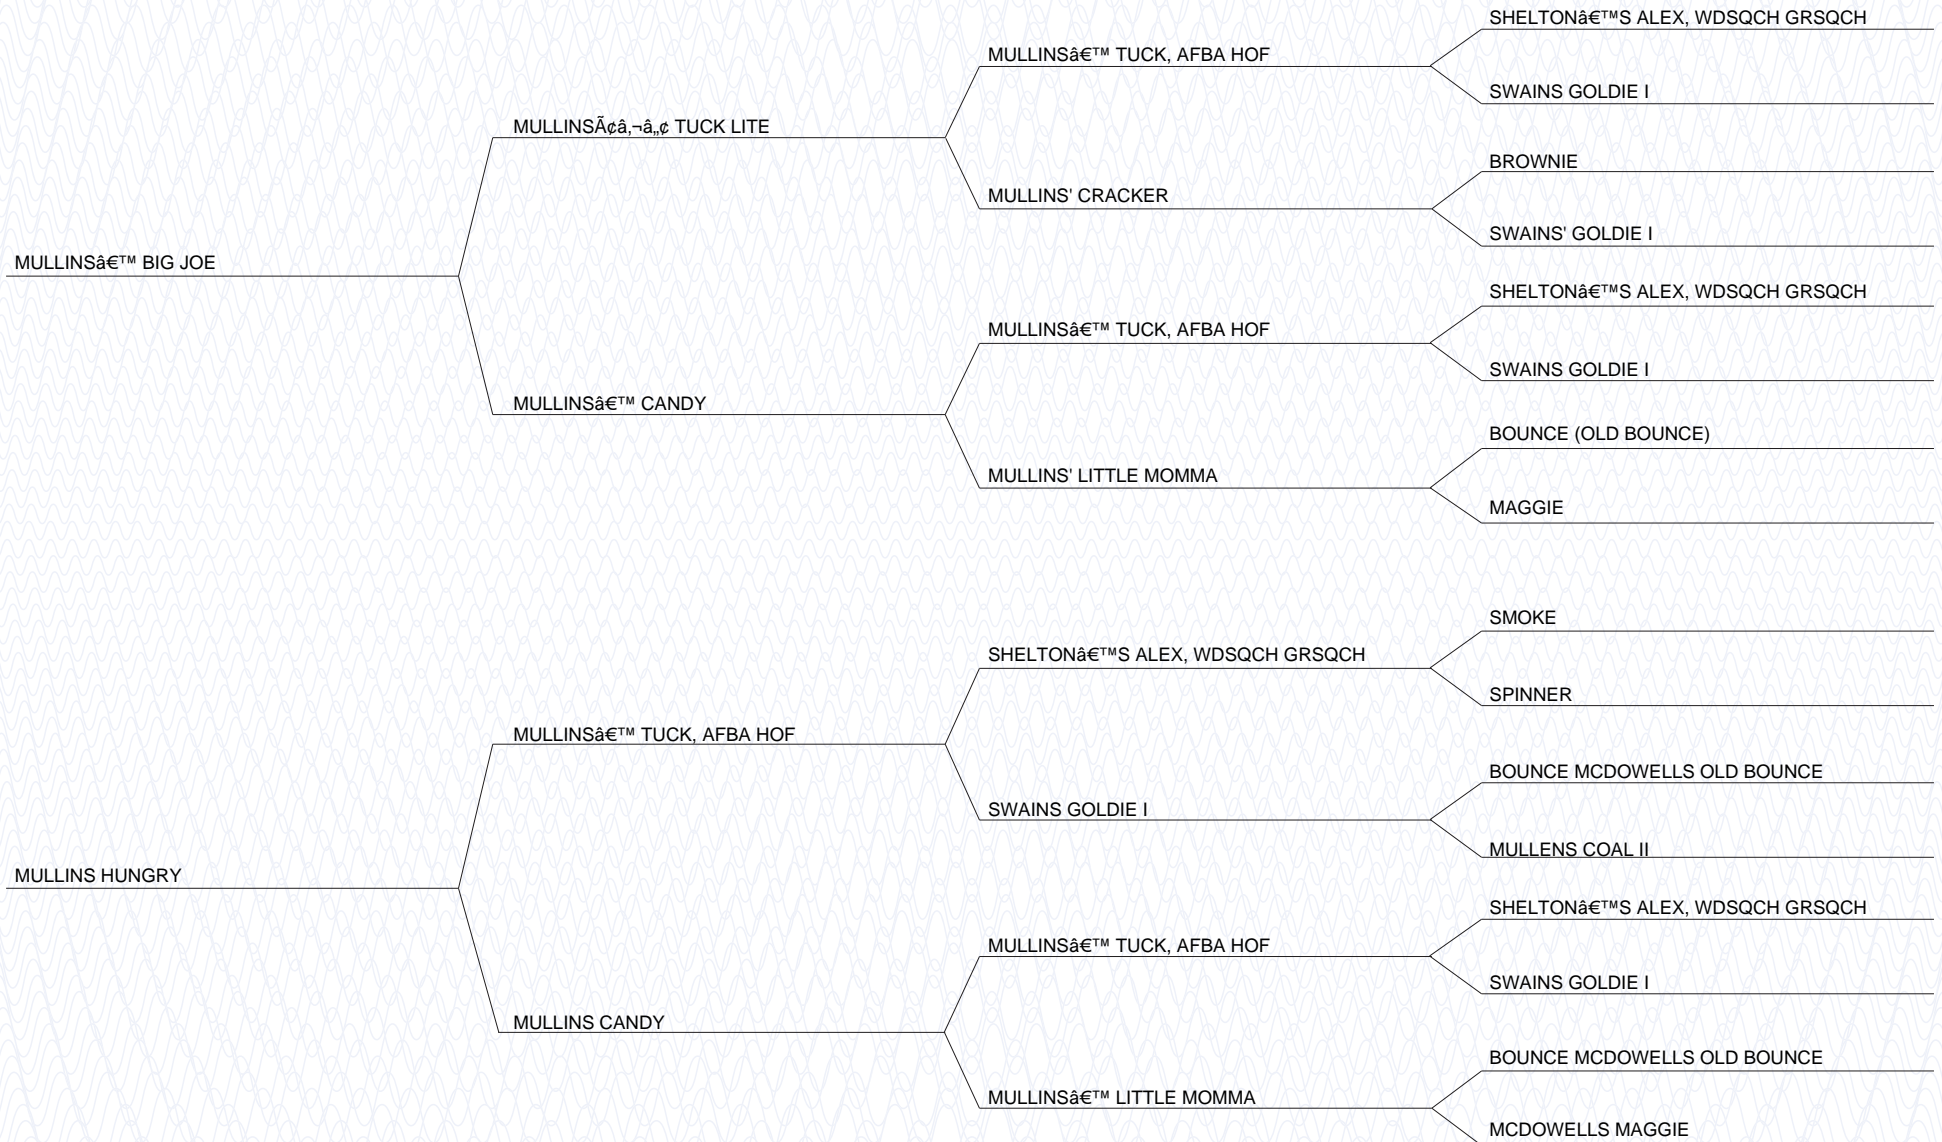 SHELTONâ€™S ALEX, WDSQCH GRSQCH
MULLINSâ€™ TUCK, AFBA HOF
SWAINS GOLDIE I
MULLINSÃ¢â‚¬â„¢ TUCK LITE
BROWNIE
MULLINS' CRACKER
SWAINS' GOLDIE I
MULLINSâ€™ BIG JOE
SHELTONâ€™S ALEX, WDSQCH GRSQCH
MULLINSâ€™ TUCK, AFBA HOF
SWAINS GOLDIE I
MULLINSâ€™ CANDY
BOUNCE (OLD BOUNCE)
MULLINS' LITTLE MOMMA
MAGGIE
SMOKE
SHELTONâ€™S ALEX, WDSQCH GRSQCH
SPINNER
MULLINSâ€™ TUCK, AFBA HOF
BOUNCE MCDOWELLS OLD BOUNCE
SWAINS GOLDIE I
MULLENS COAL II
MULLINS HUNGRY
SHELTONâ€™S ALEX, WDSQCH GRSQCH
MULLINSâ€™ TUCK, AFBA HOF
SWAINS GOLDIE I
MULLINS CANDY
BOUNCE MCDOWELLS OLD BOUNCE
MULLINSâ€™ LITTLE MOMMA
MCDOWELLS MAGGIE